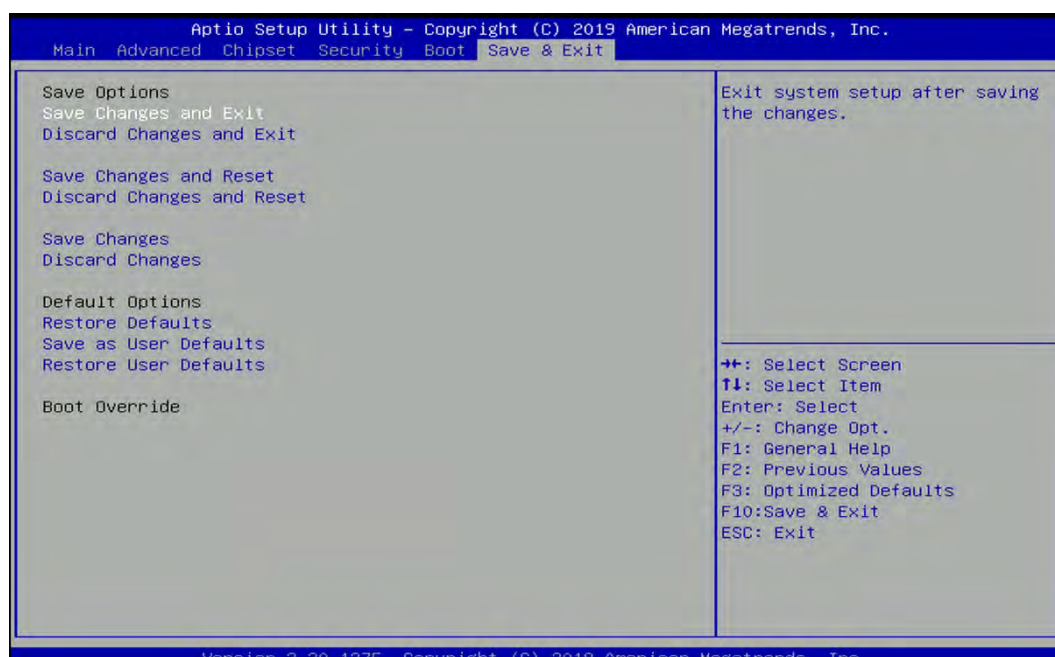 Aptio Setup Utility – Copyright (C) 2019 American Megatrends, Inc.
Main Advanced Chipset Security Boot Save & Exit
Save Options
Save Changes and Exit
Discard Changes and Exit
Save Changes and Reset
Discard Changes and Reset
Save Changes
Discard Changes
Default Options
Restore Defaults
Save as User Defaults
Restore User Defaults
Boot Override
Exit system setup after saving
the changes.
→←: Select Screen
↑↓: Select Item
Enter: Select
+/-: Change Opt.
F1: General Help
F2: Previous Values
F3: Optimized Defaults
F10:Save & Exit
ESC: Exit
Copyright (C) American Megatrends, Inc.